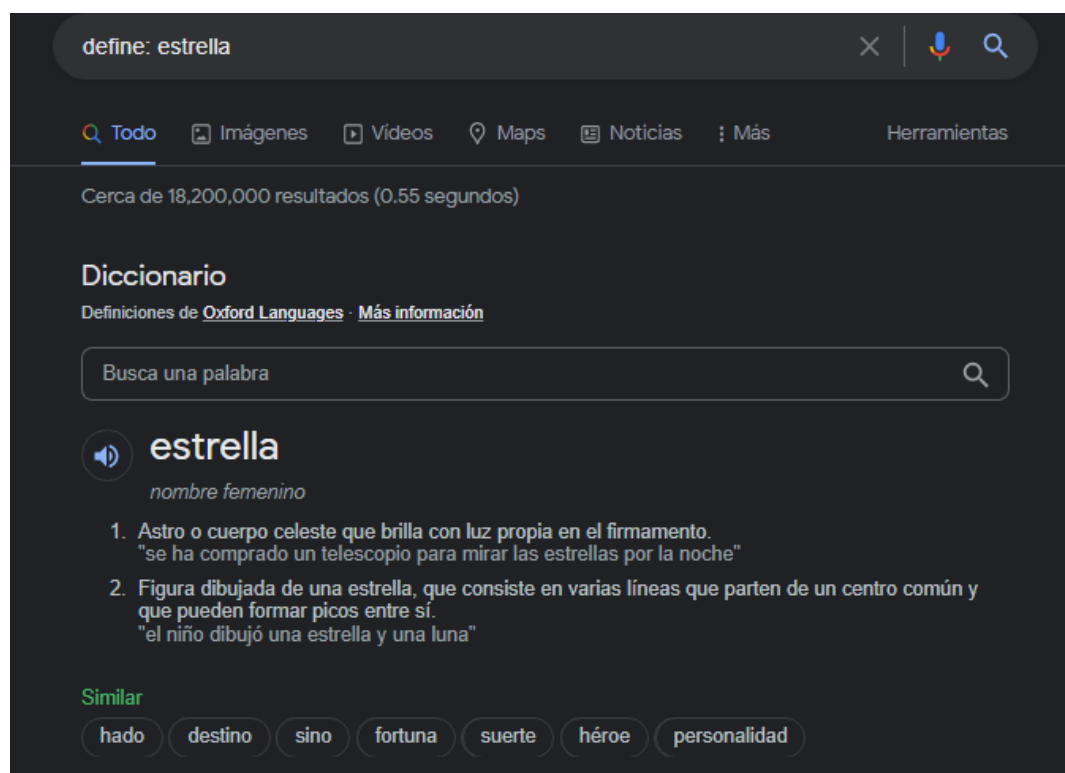 define: estrella
Todo Imágenes Vídeos Maps Noticias Más Herramientas
Cerca de 18,200,000 resultados (0.55 segundos)
Diccionario
Definiciones de Oxford Languages · Más información
Busca una palabra
estrella
nombre femenino
1. Astro o cuerpo celeste que brilla con luz propia en el firmamento.
"se ha comprado un telescopio para mirar las estrellas por la noche"
2. Figura dibujada de una estrella, que consiste en varias líneas que parten de un centro común y
que pueden formar picos entre sí.
"el niño dibujó una estrella y una luna"
Similar
hado destino sino fortuna suerte héroe personalidad